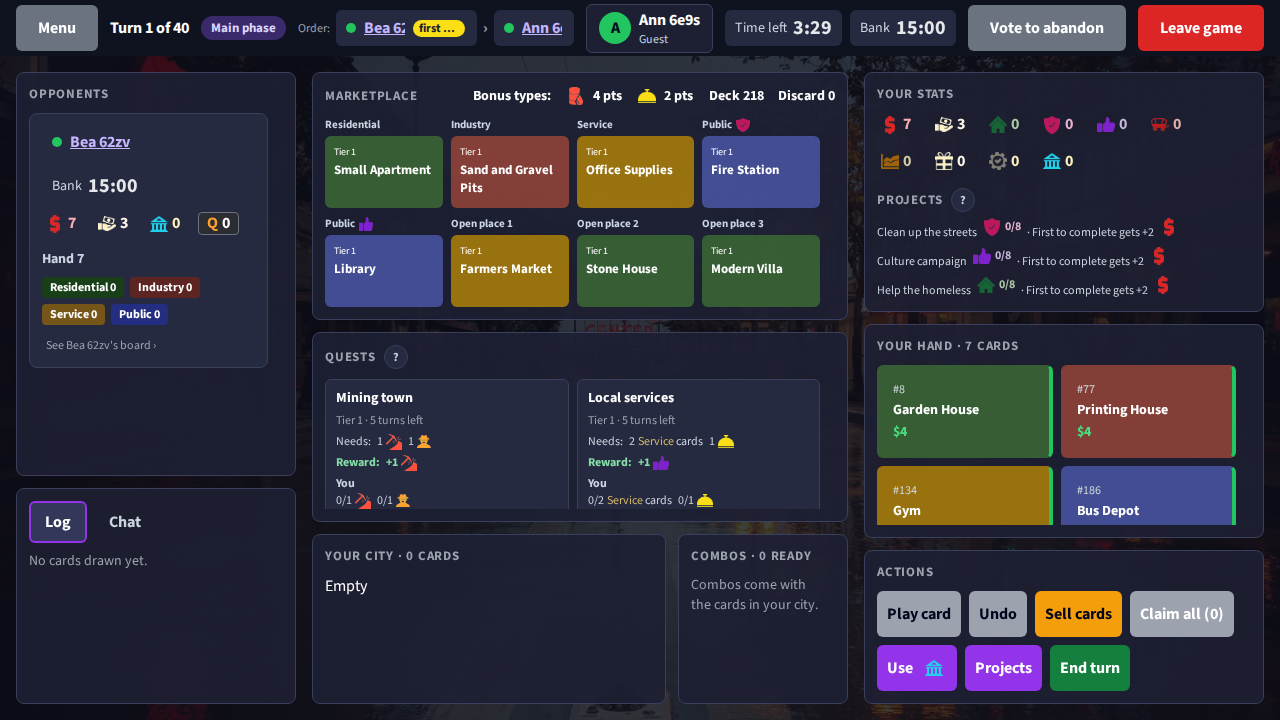 Menu
Turn 1 of 40
Main phase
Order:
Bea 62
first ...
›
Ann 6
A
Ann 6e9s
Guest
Time left 3:29
Bank 15:00
Vote to abandon
Leave game
OPPONENTS
Bea 62zv
Bank 15:00
7 3 0 Q 0
Hand 7
Residential 0 Industry 0
Service 0 Public 0
See Bea 62zv's board ›
Log Chat
No cards drawn yet.
MARKETPLACE
Bonus types: 4 pts 2 pts Deck 218 Discard 0
Residential Industry Service Public
Tier 1 Tier 1 Tier 1 Tier 1
Small Apartment
Sand and Gravel
Pits
Office Supplies
Fire Station
Public Open place 1 Open place 2 Open place 3
Tier 1 Tier 1 Tier 1 Tier 1
Library Farmers Market Stone House Modern Villa
QUESTS ?
Mining town
Tier 1 · 5 turns left
Needs: 1 1
Reward: +1
You
0/1 0/1
Local services
Tier 1 · 5 turns left
Needs: 2 Service cards 1
Reward: +1
You
0/2 Service cards 0/1
YOUR CITY · 0 CARDS
Empty
COMBOS · 0 READY
Combos come with
the cards in your city.
YOUR STATS
7 3 0 0 0 0
0 0 0 0
PROJECTS ?
Clean up the streets 0/8 · First to complete gets +2
Culture campaign 0/8 · First to complete gets +2
Help the homeless 0/8 · First to complete gets +2
YOUR HAND · 7 CARDS
#8
Garden House
$4
#77
Printing House
$4
#134
Gym
#186
Bus Depot
ACTIONS
Play card Undo Sell cards Claim all (0)
Use Projects End turn